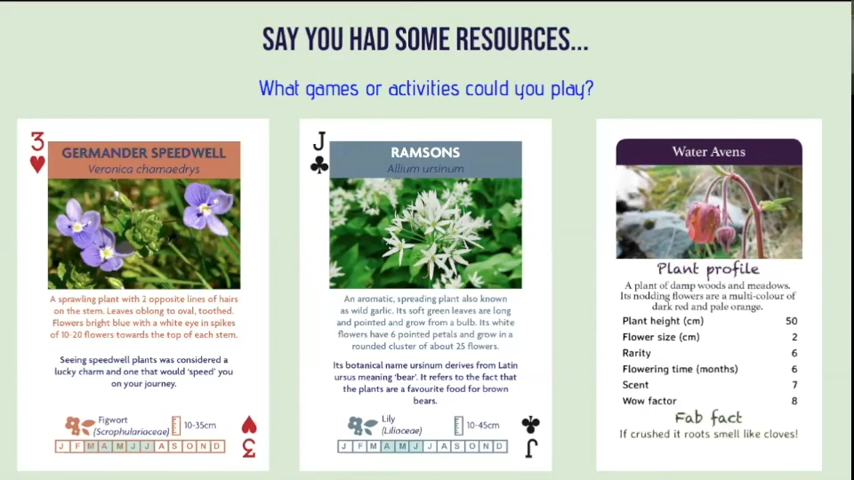 SAY YOU HAD SOME RESOURCES...
What games or activities could you play?
3
GERMANDER SPEEDWELL
Veronica chamaedrys
A sprawling plant with 2 opposite lines of hairs
on the stem. Leaves oblong to oval, toothed.
Flowers bright blue with a white eye in spikes
of 10-20 flowers towards the top of each stem.
Seeing speedwell plants was considered a
lucky charm and one that would 'speed' you
on your journey.
Figwort
(Scrophulariaceae)
10-35cm
J F M A M J J A S O N D
3
J
RAMSONS
Allium ursinum
An aromatic, spreading plant also known
as wild garlic. Its soft green leaves are long
and pointed and grow from a bulb. Its white
flowers have 6 pointed petals and grow in a
rounded cluster of about 25 flowers.
Its botanical name ursinum derives from Latin
ursus meaning 'bear'. It refers to the fact that
the plants are a favourite food for brown
bears.
Lily
(Liliaceae)
10-45cm
J F M A M J J A S O N D
J
Water Avens
Plant profile
A plant of damp woods and meadows.
Its nodding flowers are a multi-colour of
dark red and pale orange.
Plant height (cm) 50
Flower size (cm) 2
Rarity 6
Flowering time (months) 6
Scent 7
Wow factor 8
Fab fact
If crushed it roots smell like cloves!